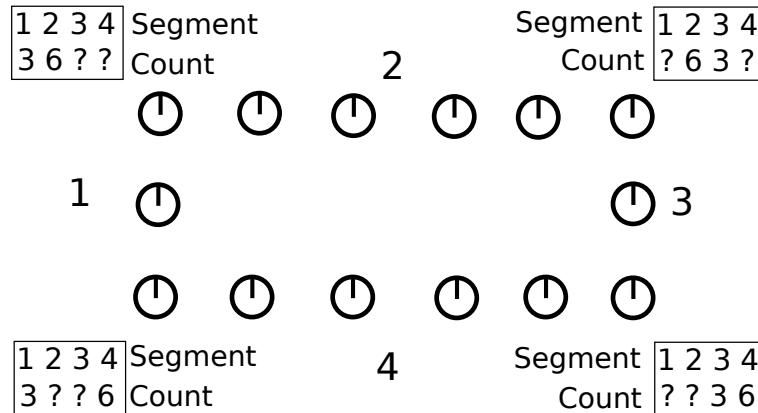 1 2 3 4 Segment
3 6 ? ? Count
Segment 1 2 3 4
Count ? 6 3 ?
2
1
3
4
1 2 3 4 Segment
3 ? ? 6 Count
Segment 1 2 3 4
Count ? ? 3 6